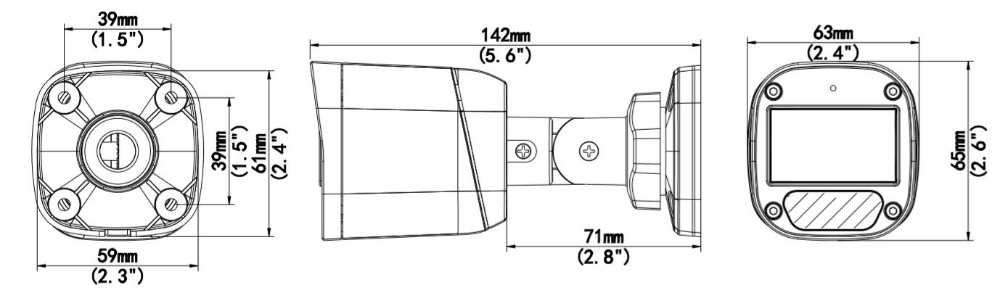 39mm
(1.5")
39mm
(1.5")
61mm
(2.4")
59mm
(2.3")
142mm
(5.6")
71mm
(2.8")
63mm
(2.4")
65mm
(2.6")